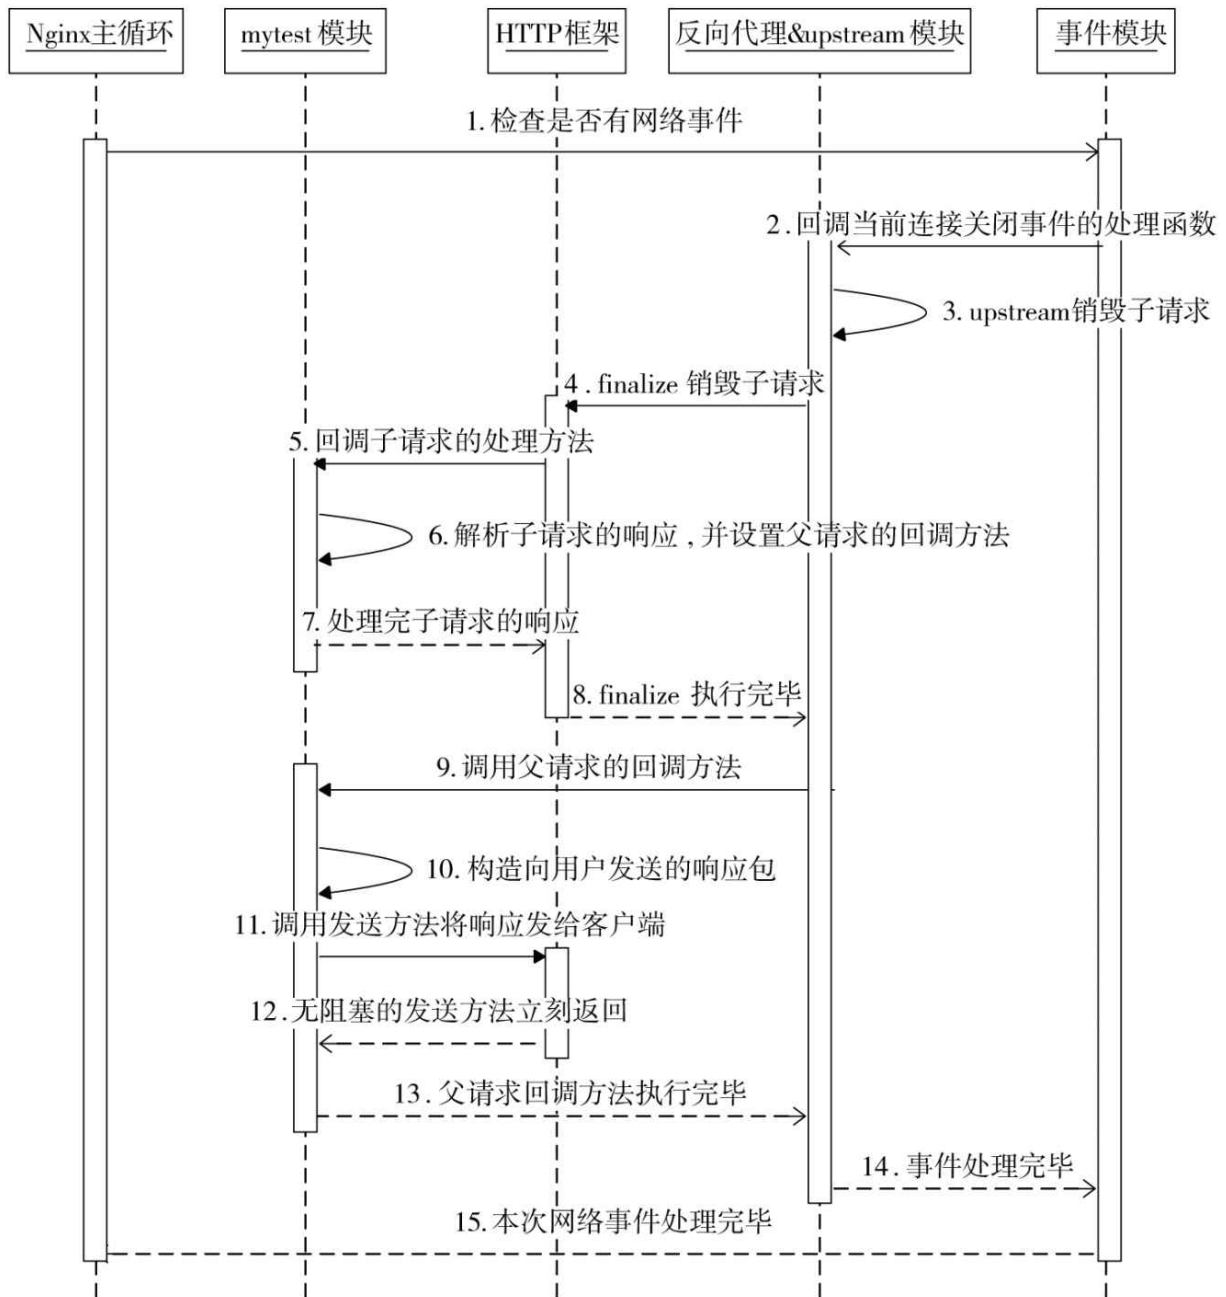 Nginx主循环
mytest 模块
HTTP框架
反向代理&upstream 模块
事件模块
1. 检查是否有网络事件
2. 回调当前连接关闭事件的处理函数
3. upstream销毁子请求
4. finalize 销毁子请求
5. 回调子请求的处理方法
6. 解析子请求的响应,并设置父请求的回调方法
7. 处理完子请求的响应
8. finalize 执行完毕
9. 调用父请求的回调方法
10. 构造向用户发送的响应包
11. 调用发送方法将响应发给客户端
12. 无阻塞的发送方法立刻返回
13. 父请求回调方法执行完毕
14. 事件处理完毕
15. 本次网络事件处理完毕